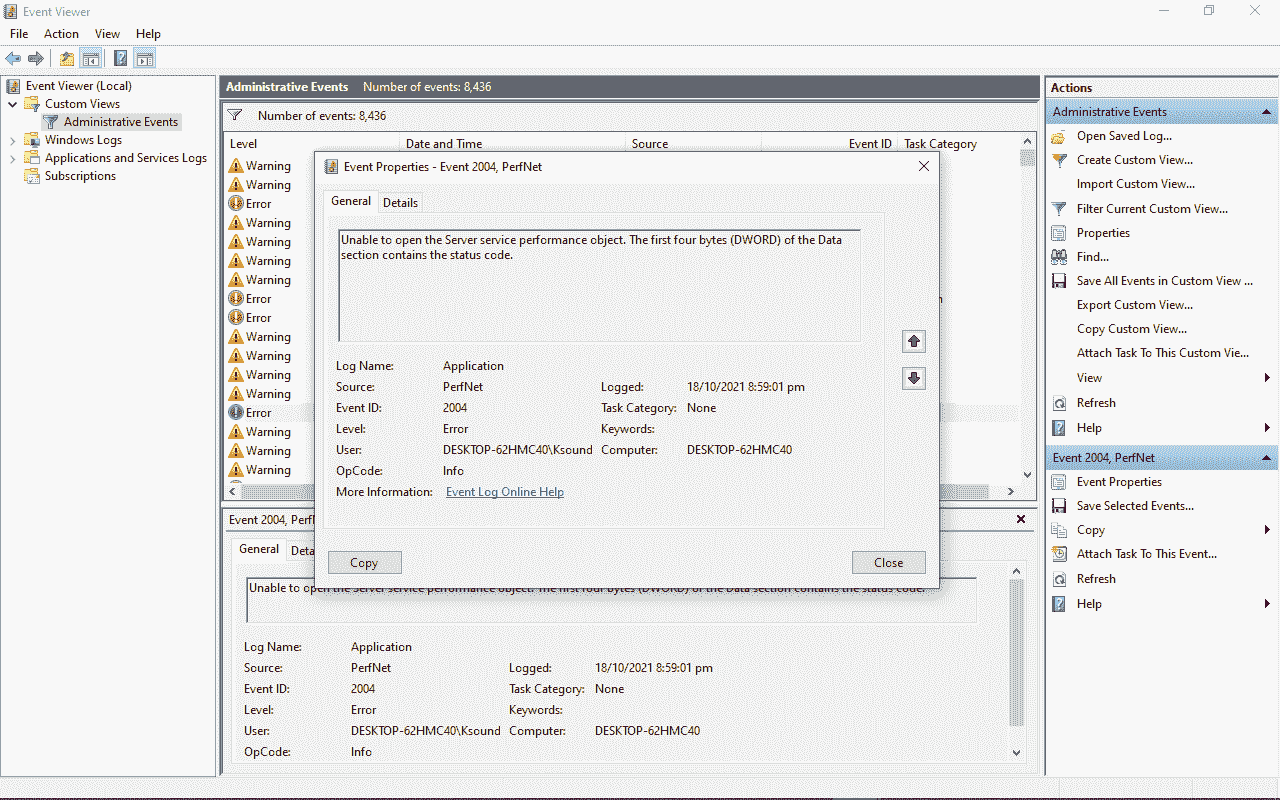 Event Viewer
File Action View Help
Event Viewer (Local)
Custom Views
Administrative Events
Windows Logs
Applications and Services Logs
Subscriptions
Administrative Events Number of events: 8,436
Number of events: 8,436
Level Date and Time Source Event ID Task Category
Warning
Warning
Error
Warning
Warning
Warning
Warning
Error
Error
Warning
Warning
Warning
Warning
Error
Warning
Warning
Warning
Event Properties - Event 2004, PerfNet
General Details
Unable to open the Server service performance object. The first four bytes (DWORD) of the Data
section contains the status code.
Log Name: Application
Source: PerfNet Logged: 18/10/2021 8:59:01 pm
Event ID: 2004 Task Category: None
Level: Error Keywords:
User: DESKTOP-62HMC40\Ksound Computer: DESKTOP-62HMC40
OpCode: Info
More Information: Event Log Online Help
Copy Close
Event 2004, PerfN
General Deta
Unable to open the Server service performance object. The first four bytes (DWORD) of the Data section contains the status code.
Log Name: Application
Source: PerfNet Logged: 18/10/2021 8:59:01 pm
Event ID: 2004 Task Category: None
Level: Error Keywords:
User: DESKTOP-62HMC40\Ksound Computer: DESKTOP-62HMC40
OpCode: Info
Actions
Administrative Events
Open Saved Log...
Create Custom View...
Import Custom View...
Filter Current Custom View...
Properties
Find...
Save All Events in Custom View ...
Export Custom View...
Copy Custom View...
Attach Task To This Custom Vie...
View
Refresh
Help
Event 2004, PerfNet
Event Properties
Save Selected Events...
Copy
Attach Task To This Event...
Refresh
Help